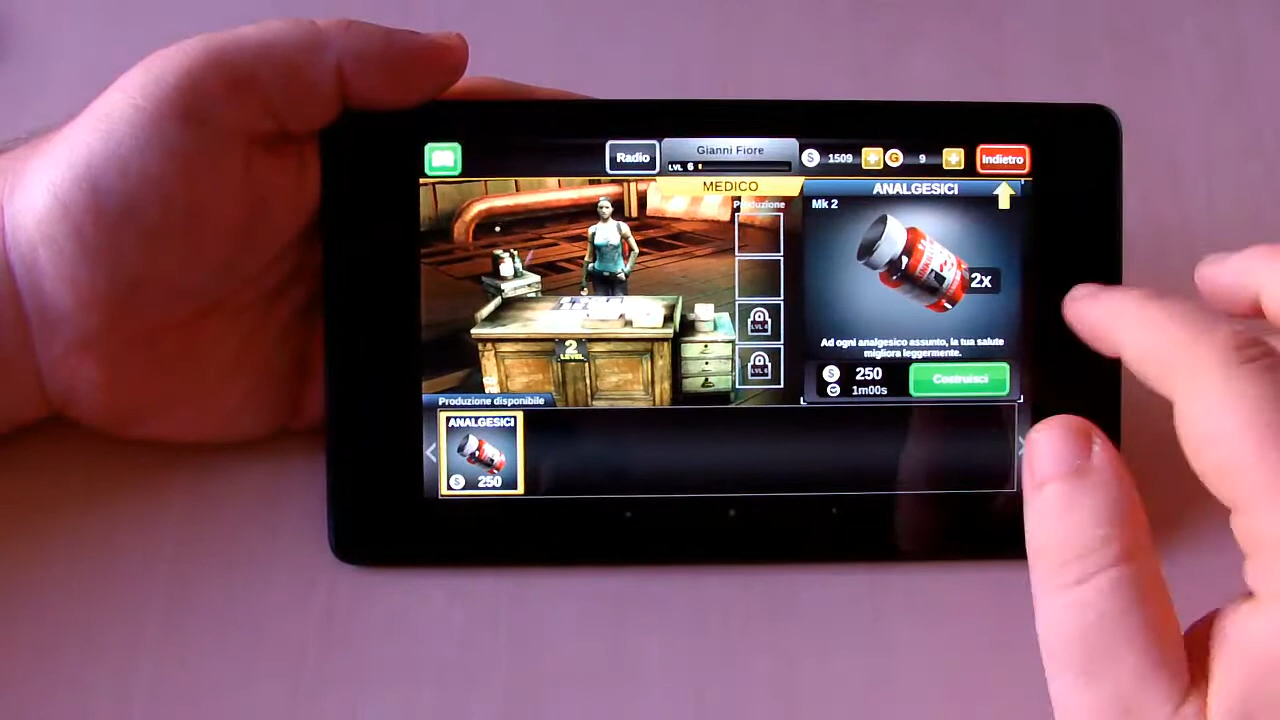 Radio
Gianni Fiore
LVL 6
S 1509
G 9
Indietro
MEDICO
Produzione
ANALGESICI
Mk 2
2x
LVL 4
LVL 6
2
LEVEL
Ad ogni analgesico assunto, la tua salute
migliora leggermente.
S 250
1m00s
Costruisci
Produzione disponibile
ANALGESICI
S 250